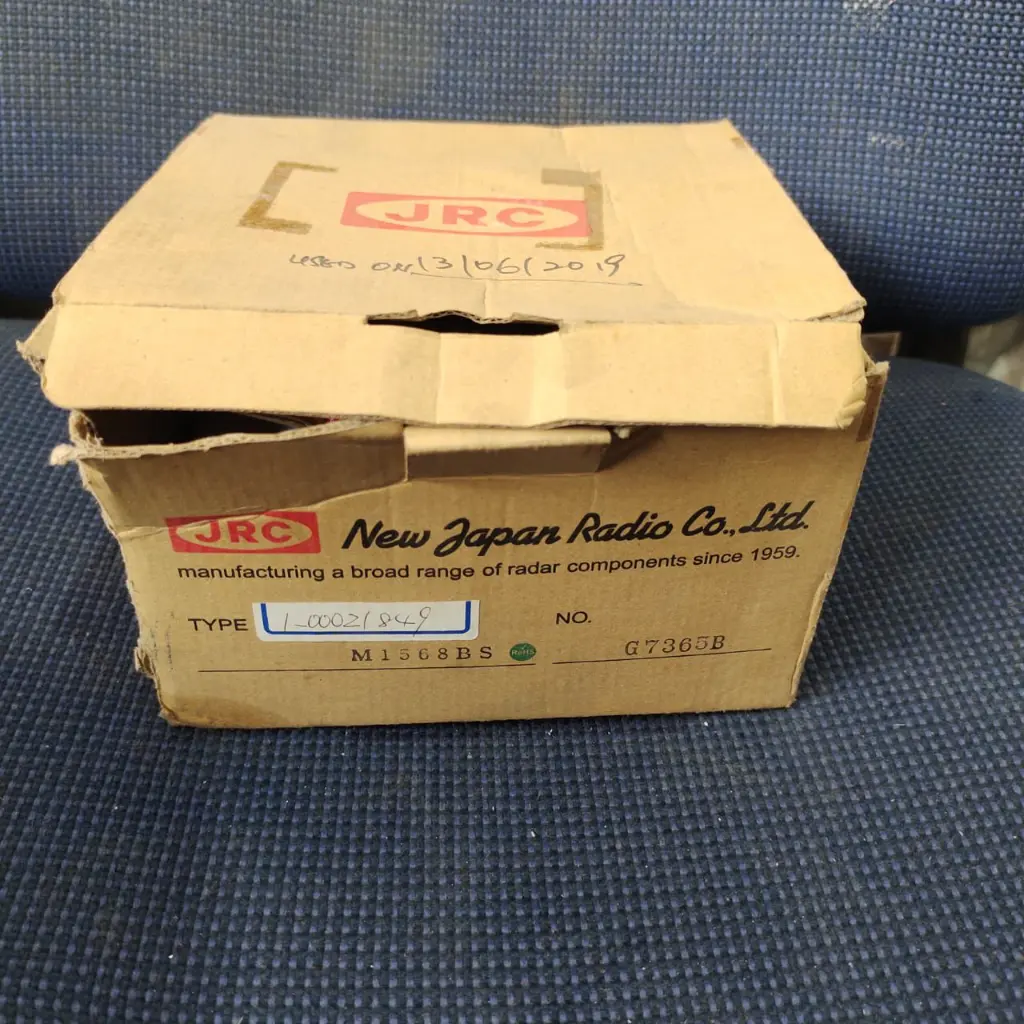 JRC
USED ON 13/06/2019
JRC New Japan Radio Co., Ltd.
manufacturing a broad range of radar components since 1959.
TYPE 1-00021849 NO.
M1568BS RoHS G7365B